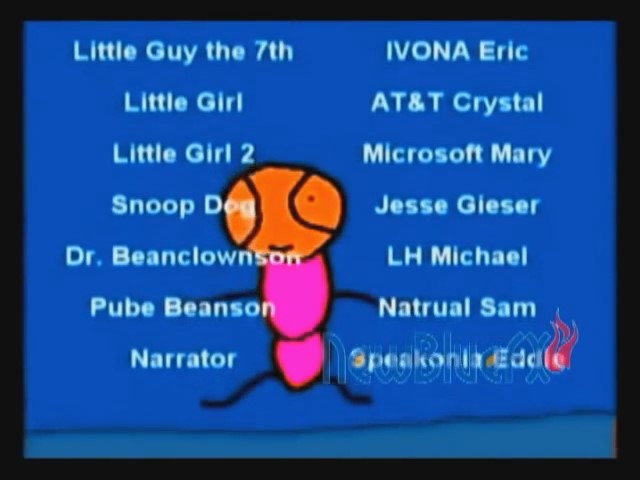 Little Guy the 7th IVONA Eric
Little Girl AT&T Crystal
Little Girl 2 Microsoft Mary
Snoop Dog Jesse Gieser
Dr. Beanclownson LH Michael
Pube Beanson Natrual Sam
Narrator Speakonia Eddie
NewBlueFX